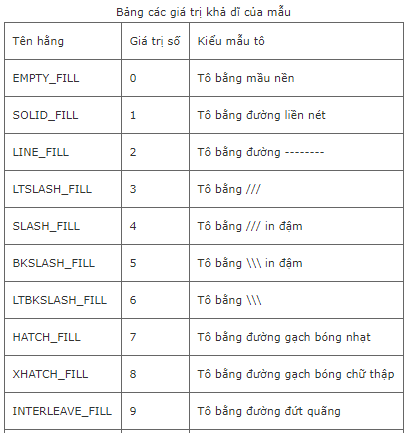 Bảng các giá trị khả dĩ của mẫu
Tên hằng Giá trị số Kiểu mẫu tô
EMPTY_FILL 0 Tô bằng mầu nền
SOLID_FILL 1 Tô bằng đường liền nét
LINE_FILL 2 Tô bằng đường --------
LTSLASH_FILL 3 Tô bằng ///
SLASH_FILL 4 Tô bằng /// in đậm
BKSLASH_FILL 5 Tô bằng \\\ in đậm
LTBKSLASH_FILL 6 Tô bằng \\\
HATCH_FILL 7 Tô bằng đường gạch bóng nhạt
XHATCH_FILL 8 Tô bằng đường gạch bóng chữ thập
INTERLEAVE_FILL 9 Tô bằng đường đứt quãng